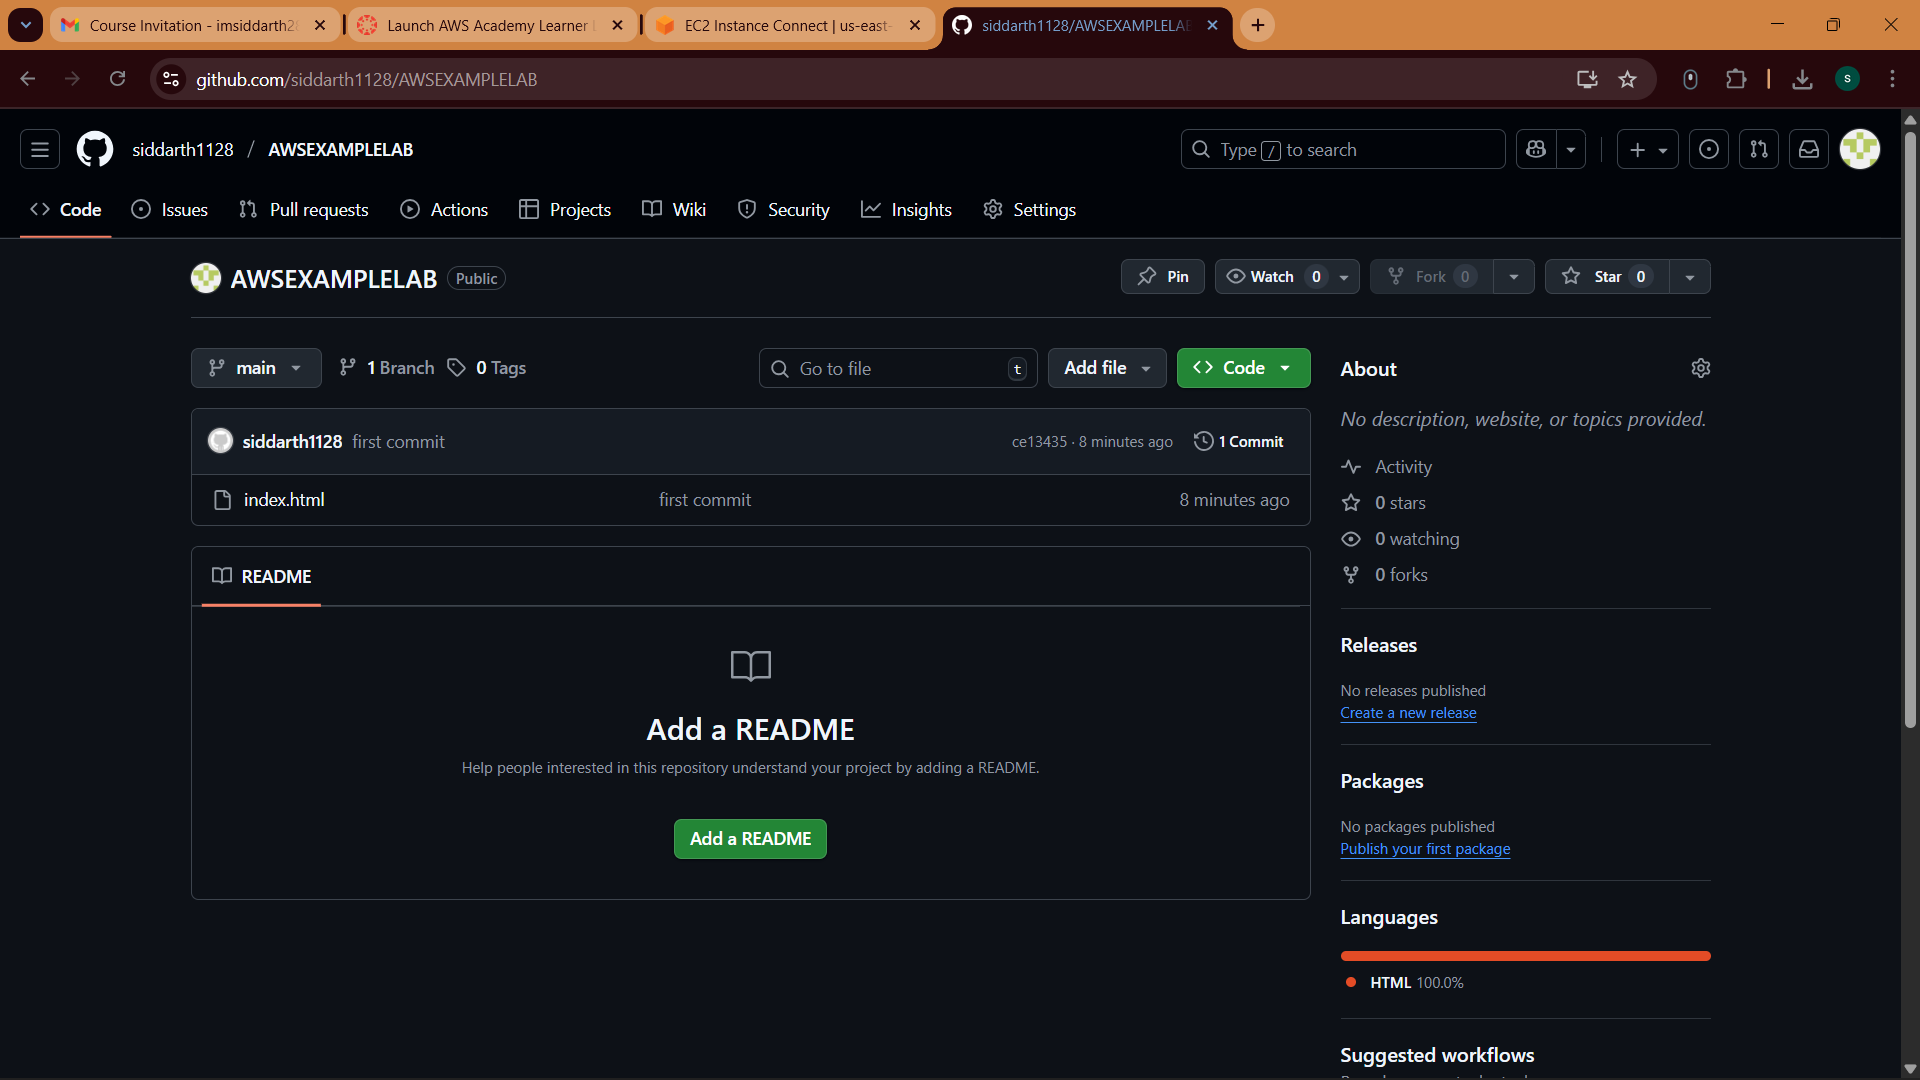 Course Invitation - imsiddarth28
Launch AWS Academy Learner L
EC2 Instance Connect | us-east-
siddarth1128/AWSEXAMPLELAB
github.com/siddarth1128/AWSEXAMPLELAB
S
siddarth1128 / AWSEXAMPLELAB
Type / to search
Code
Issues
Pull requests
Actions
Projects
Wiki
Security
Insights
Settings
AWSEXAMPLELAB Public
Pin
Watch 0
Fork 0
Star 0
main
1 Branch
0 Tags
Go to file t
Add file
Code
siddarth1128 first commit
ce13435 · 8 minutes ago
1 Commit
index.html
first commit
8 minutes ago
README
Add a README
Help people interested in this repository understand your project by adding a README.
Add a README
About
No description, website, or topics provided.
Activity
0 stars
0 watching
0 forks
Releases
No releases published
Create a new release
Packages
No packages published
Publish your first package
Languages
HTML 100.0%
Suggested workflows